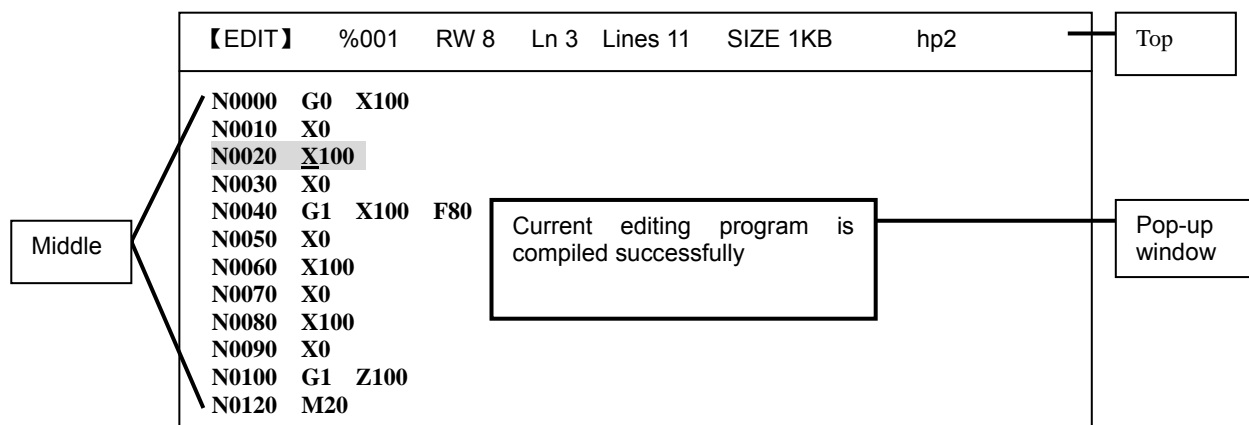 【EDIT】 %001 RW 8 Ln 3 Lines 11 SIZE 1KB hp2
Top
N0000 G0 X100
N0010 X0
N0020 X100
N0030 X0
N0040 G1 X100 F80
N0050 X0
N0060 X100
N0070 X0
N0080 X100
N0090 X0
N0100 G1 Z100
N0120 M20
Middle
Current editing program is
compiled successfully
Pop-up
window